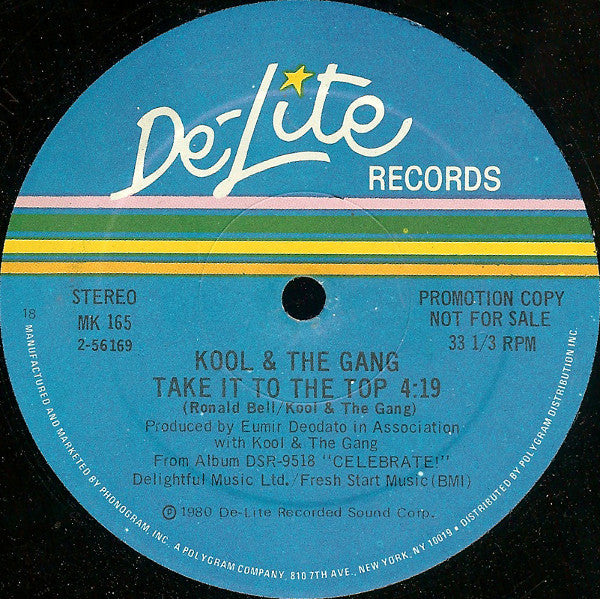 De-Lite
RECORDS
STEREO
MK 165
2-56169
PROMOTION COPY
NOT FOR SALE
33 1/3 RPM
18
KOOL & THE GANG
TAKE IT TO THE TOP 4:19
(Ronald Bell/Kool & The Gang)
Produced by Eumir Deodato in Association
with Kool & The Gang
From Album DSR-9518 "CELEBRATE!"
Delightful Music Ltd./Fresh Start Music (BMI)
℗ 1980 De-Lite Recorded Sound Corp.
MANUFACTURED AND MARKETED BY PHONOGRAM INC. A POLYGRAM COMPANY, 810 7TH AVE., NEW YORK, NY 10019 • DISTRIBUTED BY POLYGRAM DISTRIBUTION INC.